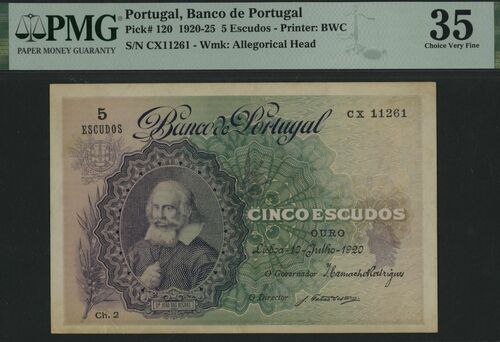 PMG
PAPER MONEY GUARANTY
Portugal, Banco de Portugal
Pick# 120 1920-25 5 Escudos - Printer: BWC
S/N CX11261 - Wmk: Allegorical Head
35
Choice Very Fine
5
ESCUDOS
Banco de Portugal
CX 11261
CINCO ESCUDOS
OURO
Lisboa-10-Julho-1920
O Governador
O Director
Ch. 2